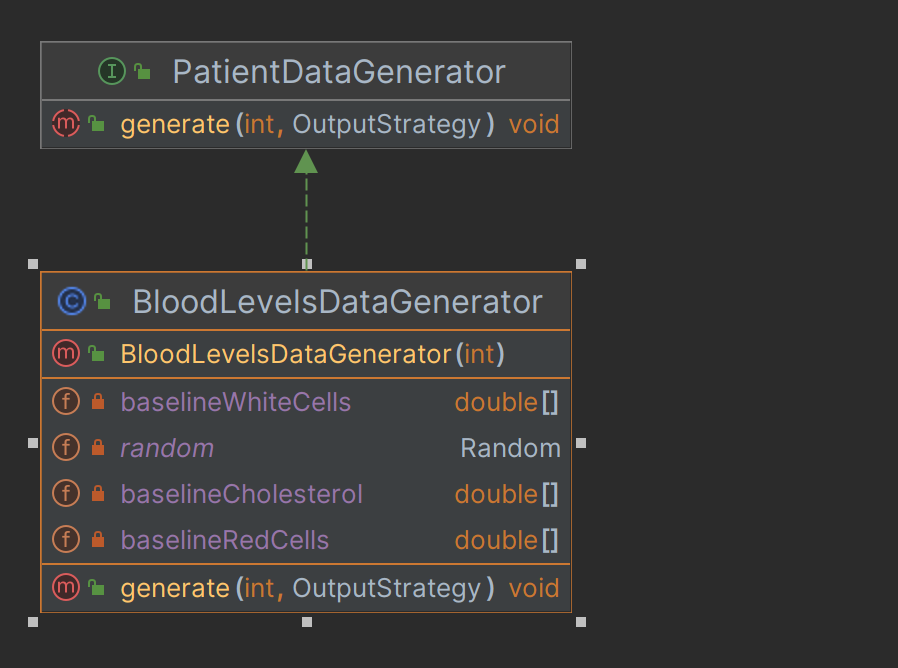 I PatientDataGenerator
m generate(int, OutputStrategy) void
C BloodLevelsDataGenerator
m BloodLevelsDataGenerator(int)
f baselineWhiteCells double[]
f random Random
f baselineCholesterol double[]
f baselineRedCells double[]
m generate(int, OutputStrategy) void